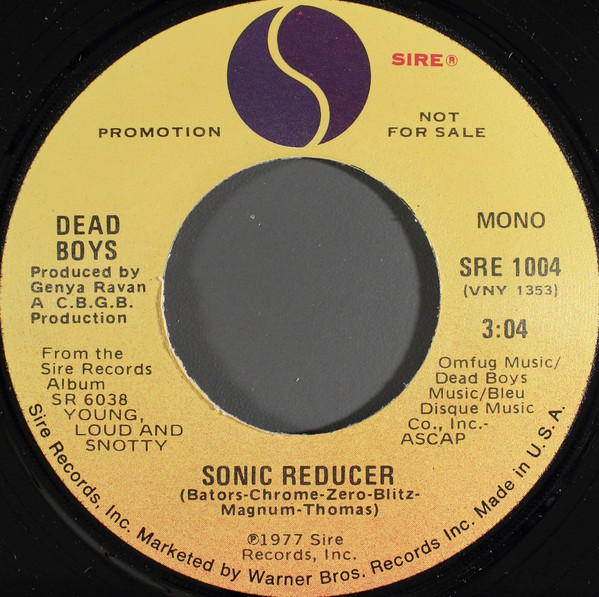 SIRE®
PROMOTION
NOT
FOR SALE
DEAD
BOYS
Produced by
Genya Ravan
A C.B.G.B.
Production
MONO
SRE 1004
(VNY 1353)
3:04
From the
Sire Records
Album
SR 6038
YOUNG,
LOUD AND
SNOTTY
Omfug Music/
Dead Boys
Music/Bleu
Disque Music
Co., Inc.-
ASCAP
SONIC REDUCER
(Bators-Chrome-Zero-Blitz-
Magnum-Thomas)
℗1977 Sire
Records, Inc.
Sire Records, Inc. Marketed by Warner Bros. Records Inc. Made in U.S.A.